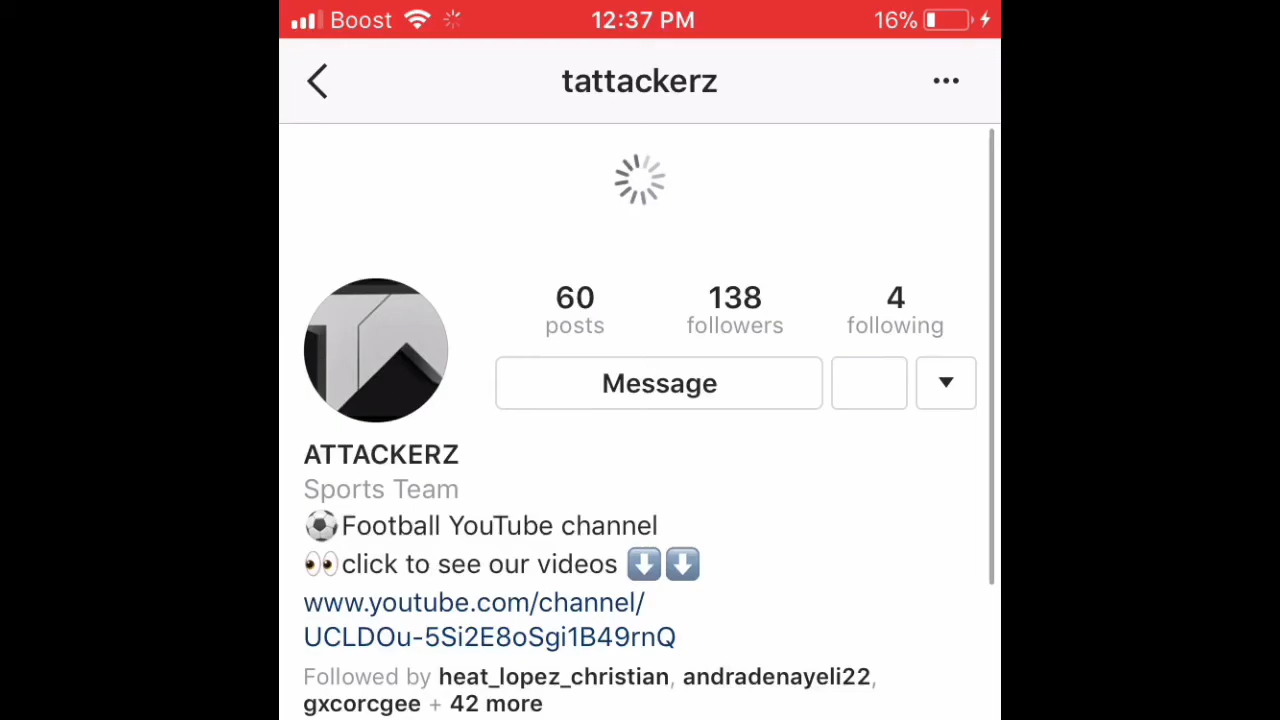 Boost 12:37 PM 16%
tattackerz
60 138 4
posts followers following
Message
ATTACKERZ
Sports Team
⚽Football YouTube channel
👀click to see our videos ⬇️⬇️
www.youtube.com/channel/
UCLDOu-5Si2E8oSgi1B49rnQ
Followed by heat_lopez_christian, andradenayeli22,
gxcorcgee + 42 more